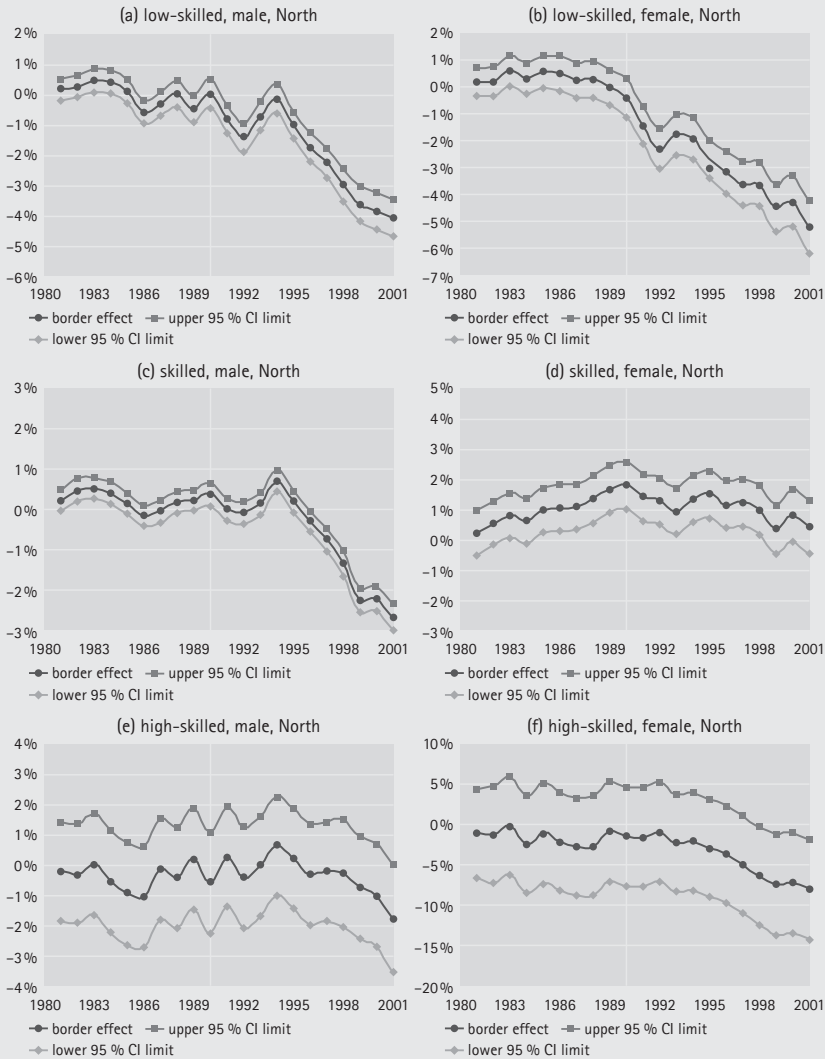 (a) low-skilled, male, North
2 %
1 %
0 %
–1 %
–2 %
–3 %
–4 %
–5 %
–6 %
1980 1983 1986 1989 1992 1995 1998 2001
border effect upper 95 % CI limit
lower 95 % CI limit
(b) low-skilled, female, North
2 %
1 %
0 %
–1 %
–2 %
–3 %
–4 %
–5 %
–6 %
–7 %
1980 1983 1986 1989 1992 1995 1998 2001
border effect upper 95 % CI limit
lower 95 % CI limit
(c) skilled, male, North
3 %
2 %
1 %
0 %
–1 %
–2 %
–3 %
1980 1983 1986 1989 1992 1995 1998 2001
border effect upper 95 % CI limit
lower 95 % CI limit
(d) skilled, female, North
5 %
4 %
3 %
2 %
1 %
0 %
–1 %
–2 %
–3 %
1980 1983 1986 1989 1992 1995 1998 2001
border effect upper 95 % CI limit
lower 95 % CI limit
(e) high-skilled, male, North
4 %
3 %
2 %
1 %
0 %
–1 %
–2 %
–3 %
–4 %
1980 1983 1986 1989 1992 1995 1998 2001
border effect upper 95 % CI limit
lower 95 % CI limit
(f) high-skilled, female, North
10 %
5 %
0 %
–5 %
–10 %
–15 %
–20 %
1980 1983 1986 1989 1992 1995 1998 2001
border effect upper 95 % CI limit
lower 95 % CI limit